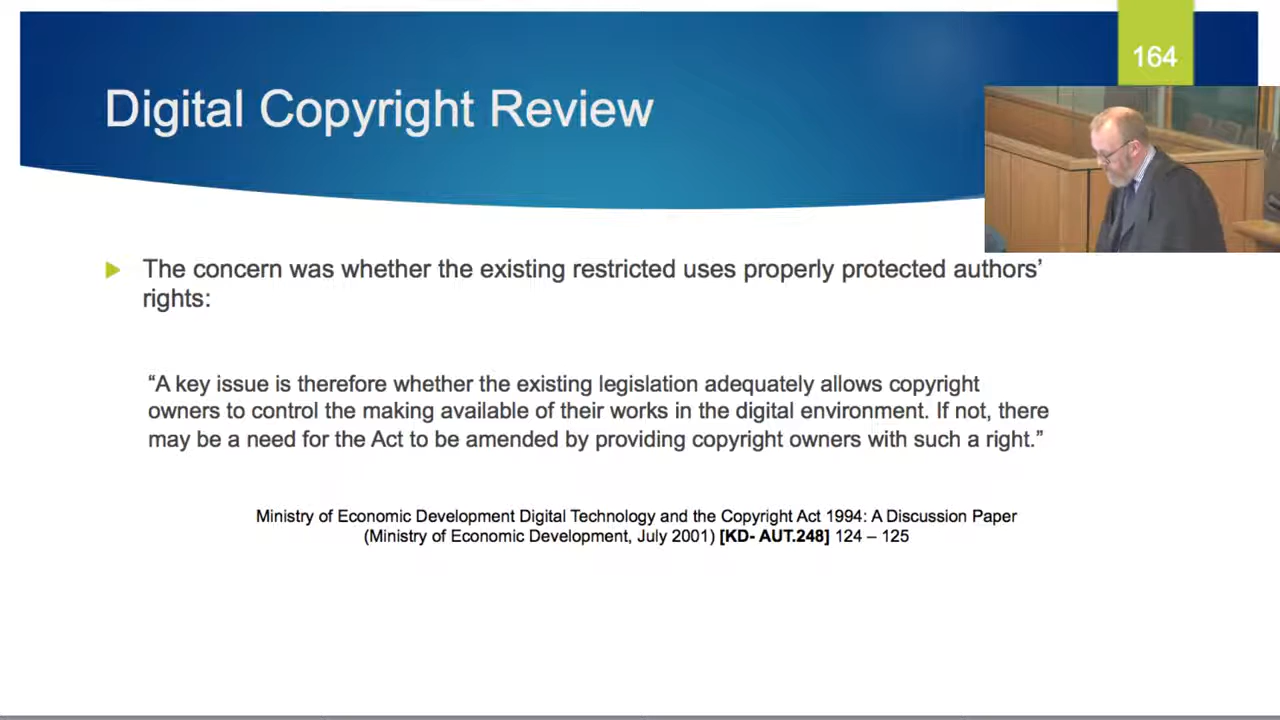 164
Digital Copyright Review
The concern was whether the existing restricted uses properly protected authors’
rights:
“A key issue is therefore whether the existing legislation adequately allows copyright
owners to control the making available of their works in the digital environment. If not, there
may be a need for the Act to be amended by providing copyright owners with such a right.”
Ministry of Economic Development Digital Technology and the Copyright Act 1994: A Discussion Paper
(Ministry of Economic Development, July 2001) [KD- AUT.248] 124 – 125